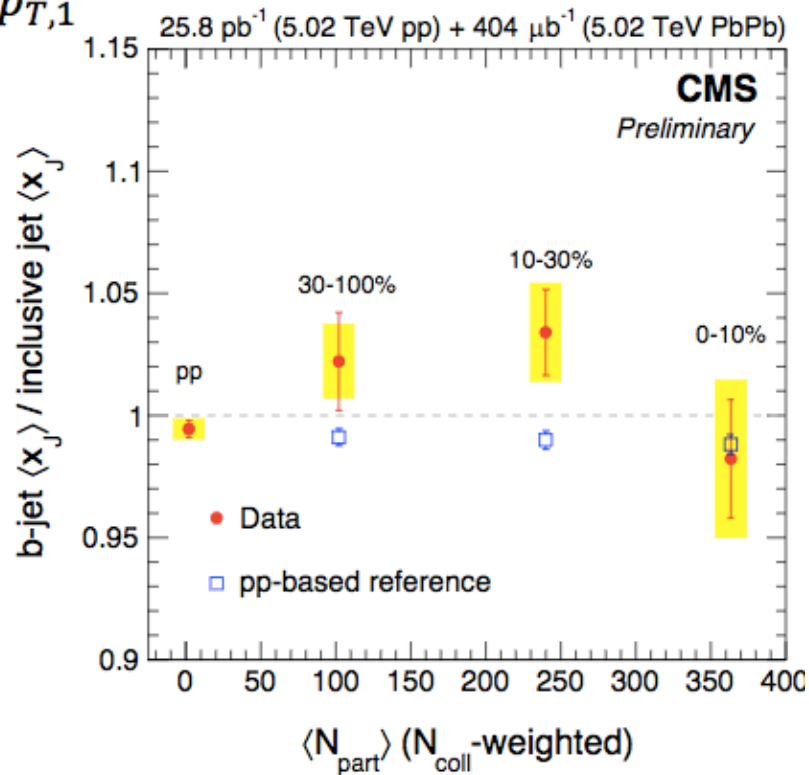 p_{T,1}
25.8 pb⁻¹ (5.02 TeV pp) + 404 μb⁻¹ (5.02 TeV PbPb)
1.15
CMS
Preliminary
1.1
10-30%
30-100%
1.05
0-10%
pp
1
b-jet ⟨x_J⟩ / inclusive jet ⟨x_J⟩
Data
0.95
pp-based reference
0.9
0 50 100 150 200 250 300 350 400
⟨N_part⟩ (N_coll-weighted)